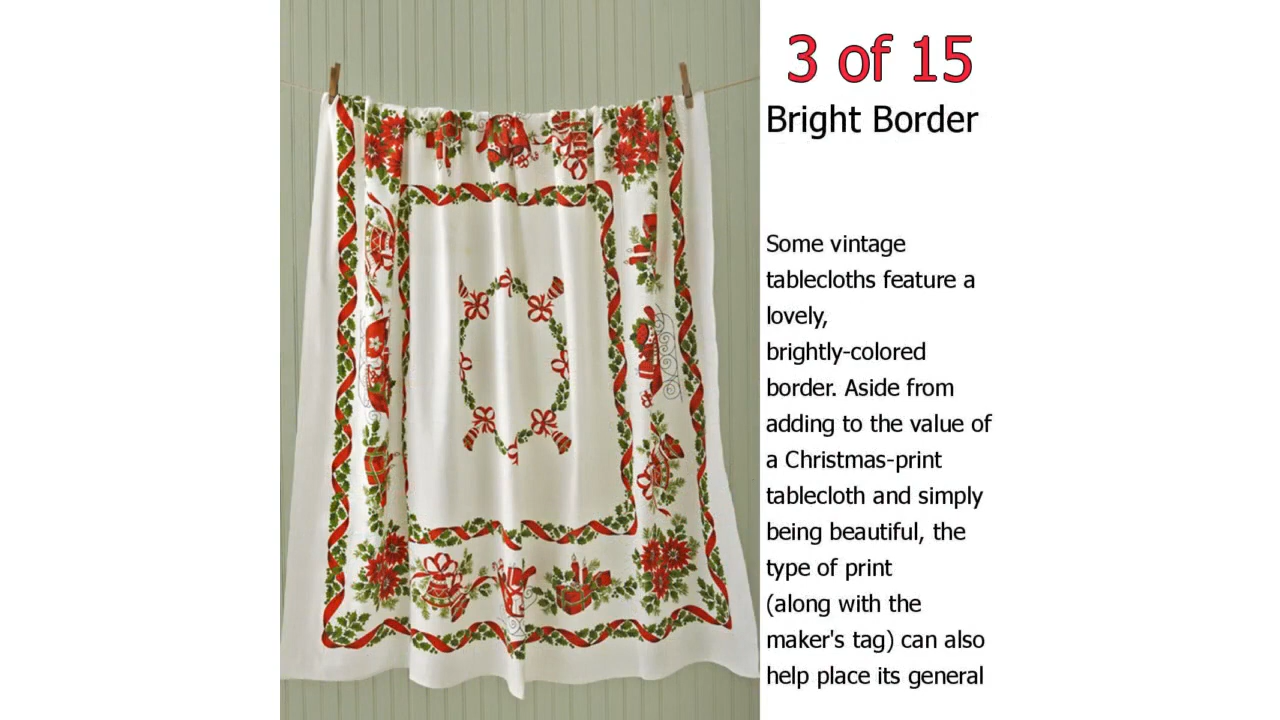 3 of 15
Bright Border
Some vintage
tablecloths feature a
lovely,
brightly-colored
border. Aside from
adding to the value of
a Christmas-print
tablecloth and simply
being beautiful, the
type of print
(along with the
maker's tag) can also
help place its general